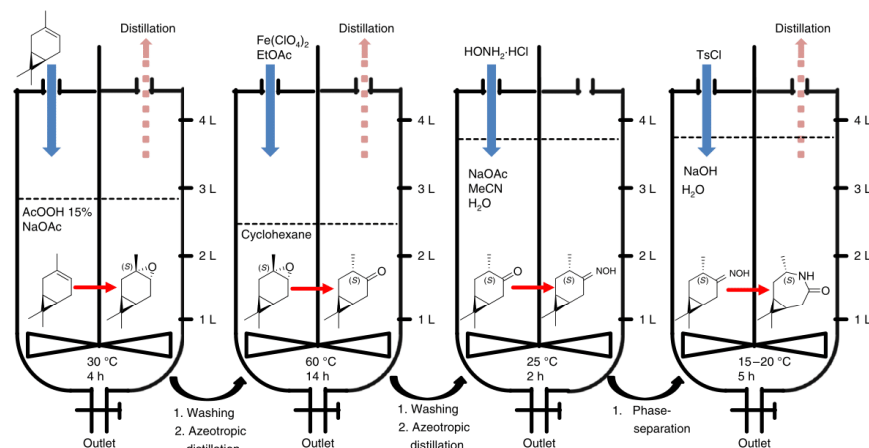 Distillation
4 L
3 L
AcOOH 15%
NaOAc
2 L
(S)
O
1 L
30 °C
4 h
Outlet
1. Washing
2. Azeotropic
distillation
Fe(ClO4)2
EtOAc
Distillation
4 L
3 L
Cyclohexane
2 L
(S)
O
(S)
O
1 L
60 °C
14 h
Outlet
1. Washing
2. Azeotropic
distillation
HONH2·HCl
4 L
NaOAc
MeCN
H2O
3 L
2 L
(S)
O
(S)
NOH
1 L
25 °C
2 h
Outlet
1. Phase-
separation
TsCl
Distillation
4 L
NaOH
H2O
3 L
2 L
(S)
NOH
(S)
NH
O
1 L
15–20 °C
5 h
Outlet